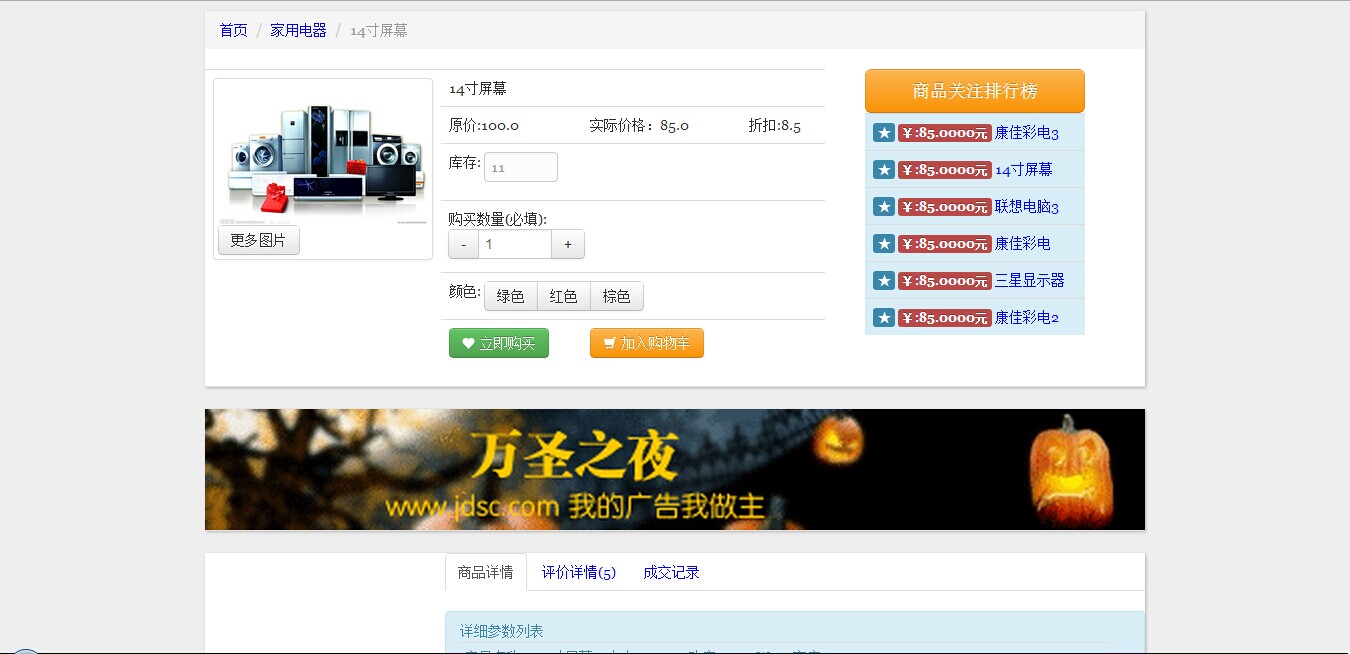 首页 / 家用电器 / 14寸屏幕
14寸屏幕
原价:100.0 实际价格：85.0 折扣:8.5
库存: 11
购买数量(必填):
- 1 +
颜色: 绿色 红色 棕色
立即购买 加入购物车
更多图片
商品关注排行榜
¥:85.0000元 康佳彩电3
¥:85.0000元 14寸屏幕
¥:85.0000元 联想电脑3
¥:85.0000元 康佳彩电
¥:85.0000元 三星显示器
¥:85.0000元 康佳彩电2
万圣之夜
www.jdsc.com 我的广告我做主
商品详情 评价详情(5) 成交记录
详细参数列表